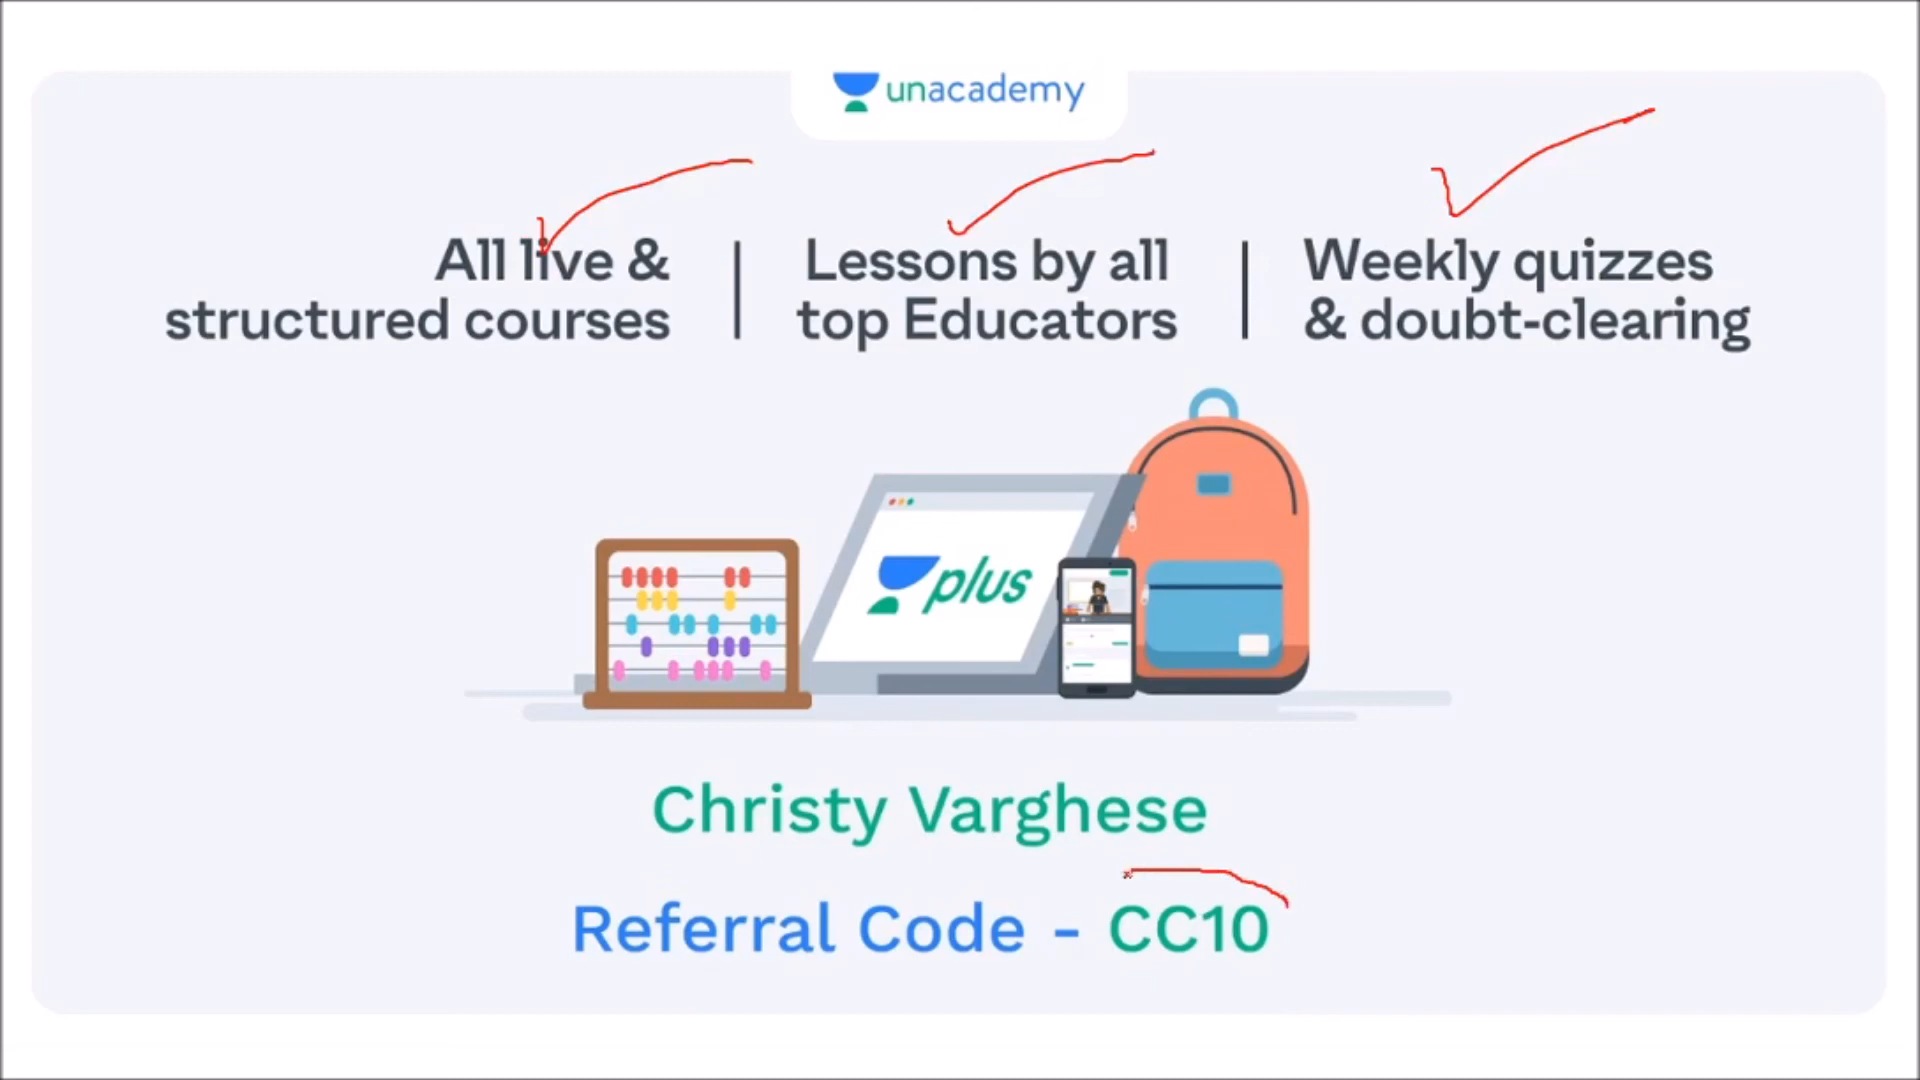 unacademy
All live &
structured courses
Lessons by all
top Educators
Weekly quizzes
& doubt-clearing
plus
Christy Varghese
Referral Code - CC10